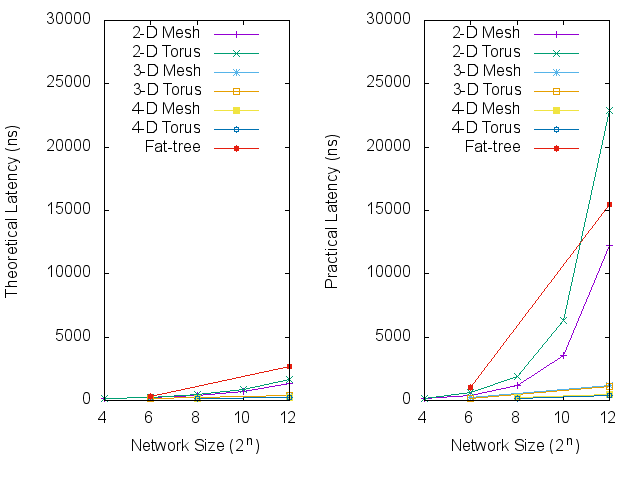 30000
25000
20000
15000
10000
5000
0
4 6 8 10 12
Theoretical Latency (ns)
Network Size (2^n)
2-D Mesh
2-D Torus
3-D Mesh
3-D Torus
4-D Mesh
4-D Torus
Fat-tree
30000
25000
20000
15000
10000
5000
0
4 6 8 10 12
Practical Latency (ns)
Network Size (2^n)
2-D Mesh
2-D Torus
3-D Mesh
3-D Torus
4-D Mesh
4-D Torus
Fat-tree